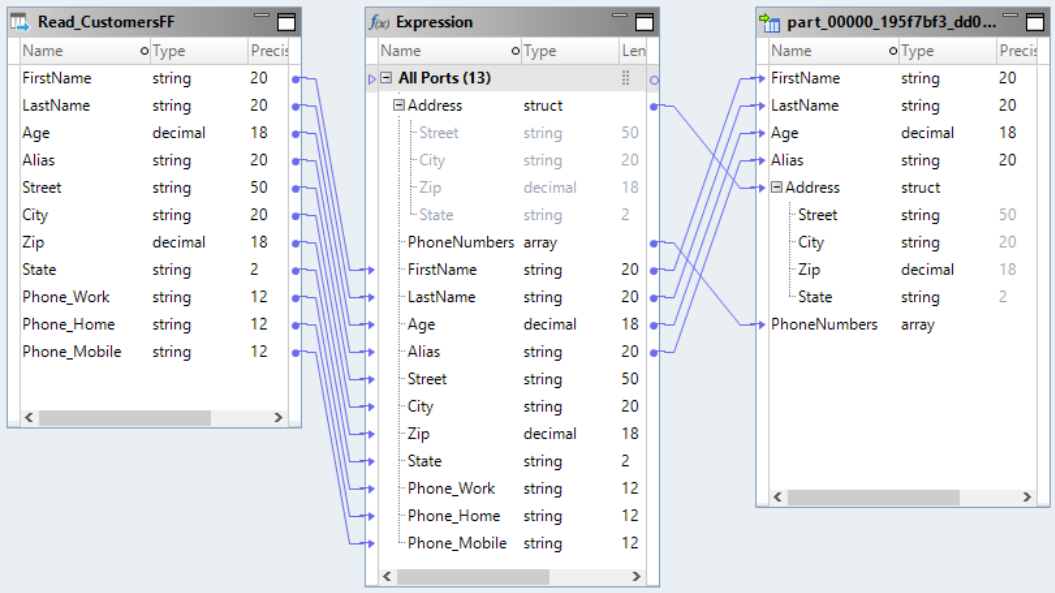 Read_CustomersFF
Name Type Precis
FirstName string 20
LastName string 20
Age decimal 18
Alias string 20
Street string 50
City string 20
Zip decimal 18
State string 2
Phone_Work string 12
Phone_Home string 12
Phone_Mobile string 12
f(x) Expression
Name Type Len
All Ports (13)
Address struct
Street string 50
City string 20
Zip decimal 18
State string 2
PhoneNumbers array
FirstName string 20
LastName string 20
Age decimal 18
Alias string 20
Street string 50
City string 20
Zip decimal 18
State string 2
Phone_Work string 12
Phone_Home string 12
Phone_Mobile string 12
part_00000_195f7bf3_dd0...
Name Type Precis
FirstName string 20
LastName string 20
Age decimal 18
Alias string 20
Address struct
Street string 50
City string 20
Zip decimal 18
State string 2
PhoneNumbers array